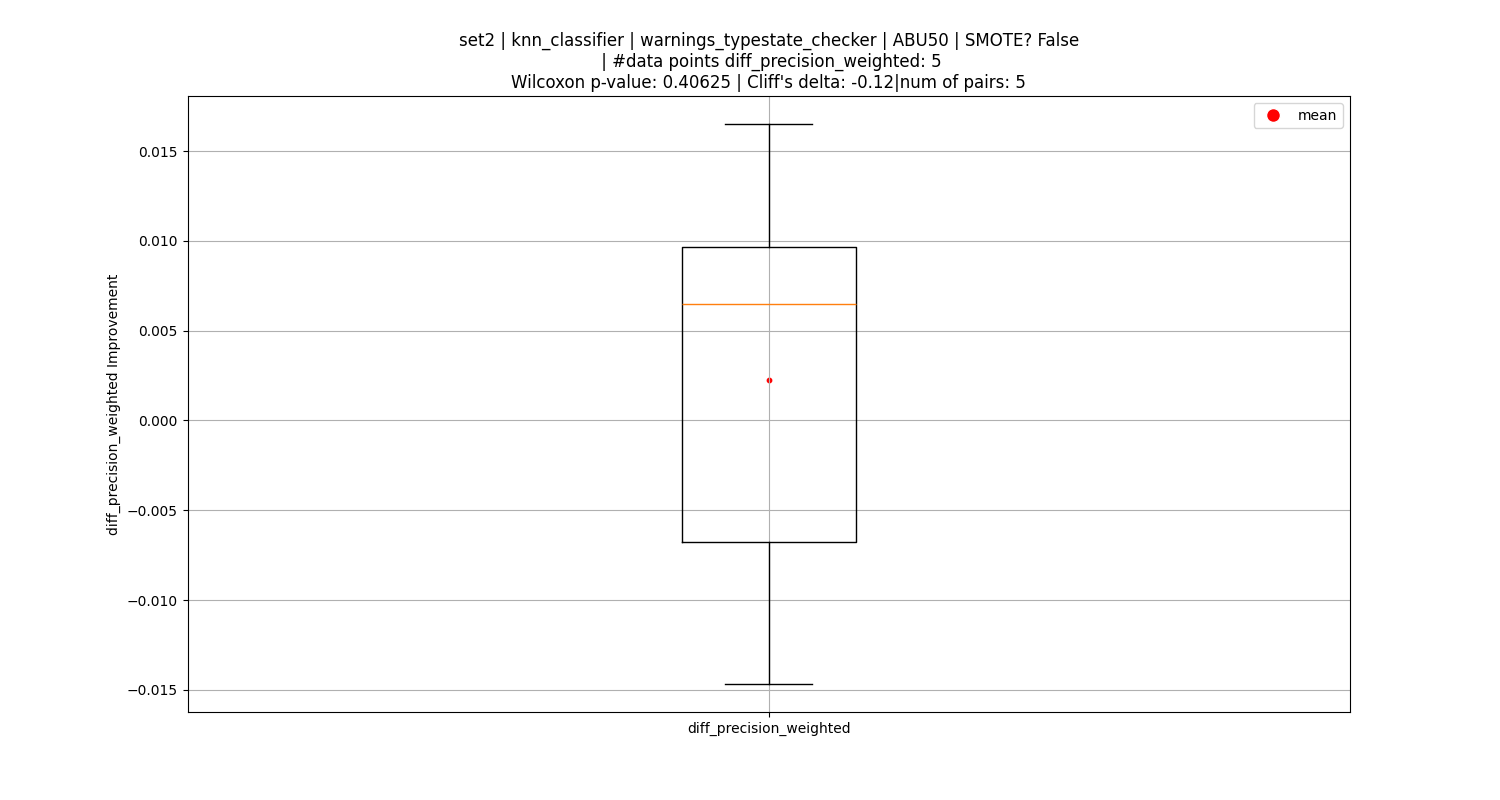 set2 | knn_classifier | warnings_typestate_checker | ABU50 | SMOTE? False
| #data points diff_precision_weighted: 5
Wilcoxon p-value: 0.40625 | Cliff's delta: -0.12|num of pairs: 5
mean
0.015
0.010
0.005
0.000
−0.005
−0.010
−0.015
diff_precision_weighted Improvement
diff_precision_weighted